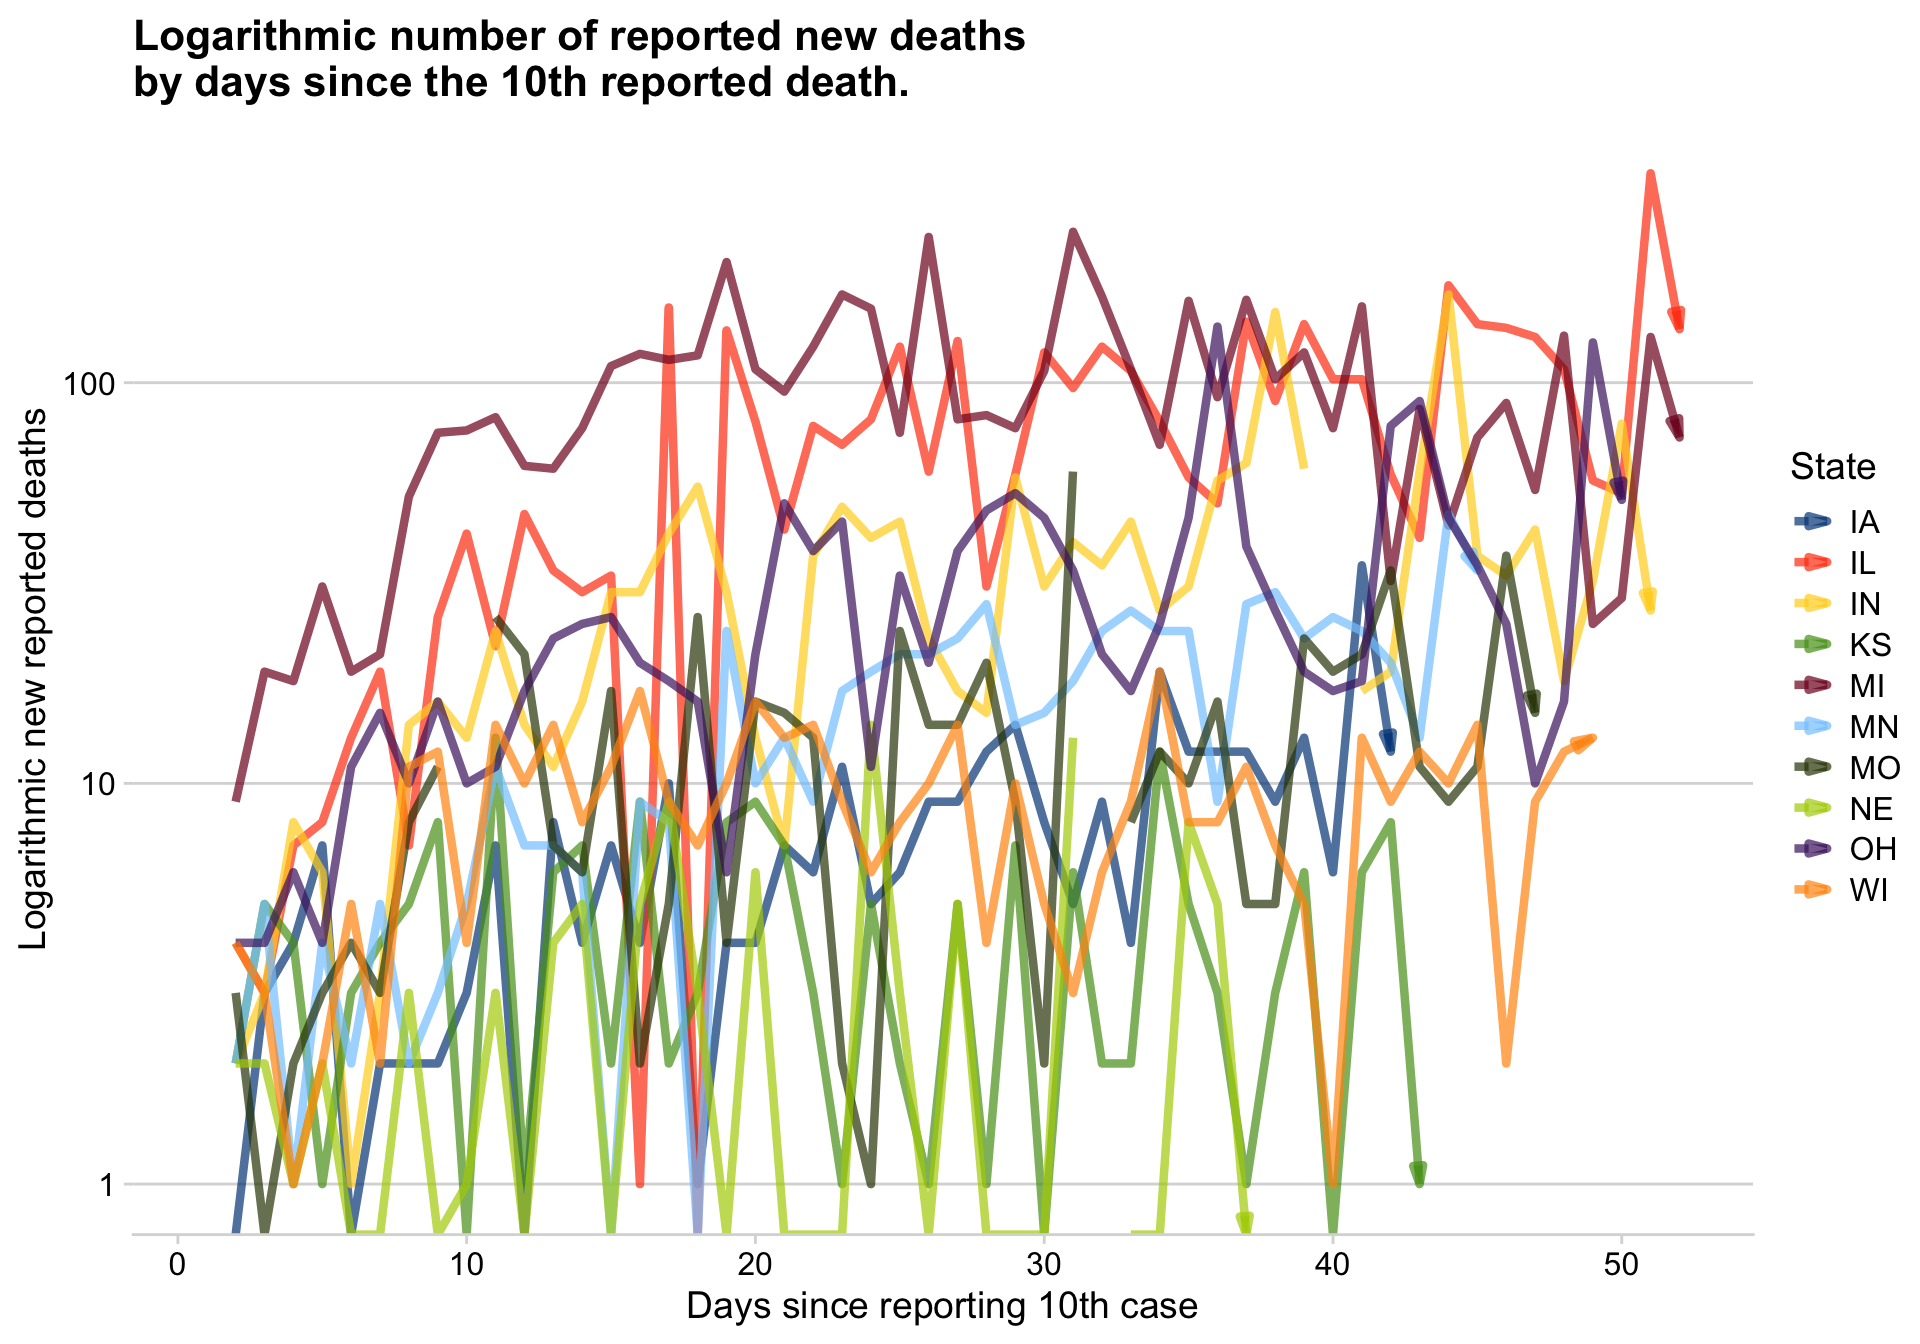 Logarithmic number of reported new deaths
by days since the 10th reported death.
Logarithmic new reported deaths
100
10
1
0
10
20
30
40
50
Days since reporting 10th case
State
IA
IL
IN
KS
MI
MN
MO
NE
OH
WI